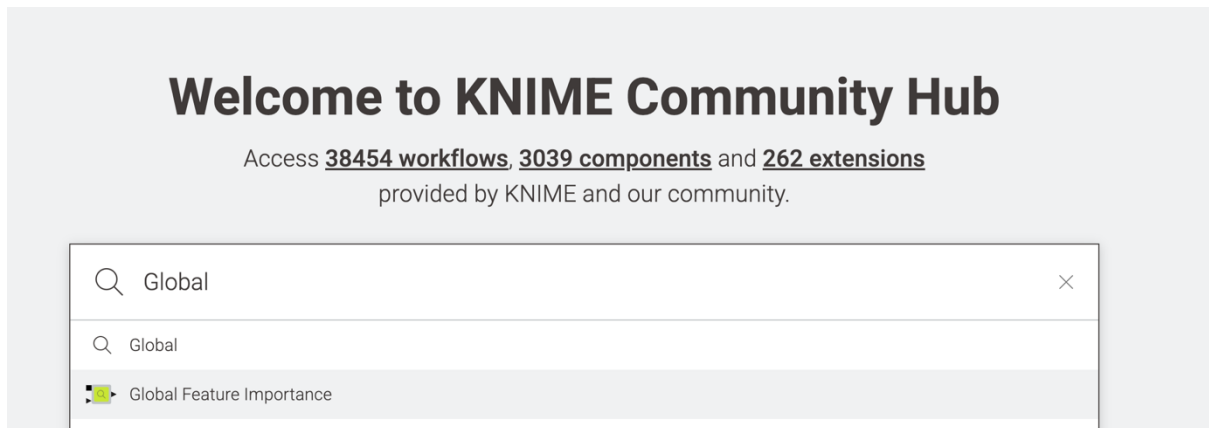 Welcome to KNIME Community Hub
Access 38454 workflows, 3039 components and 262 extensions
provided by KNIME and our community.
Global
Global
Global Feature Importance